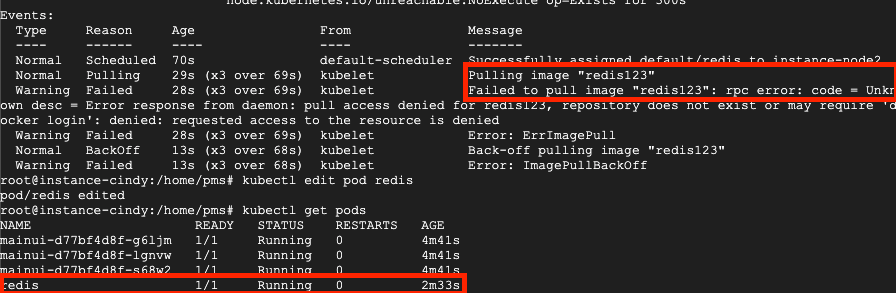 node.kubernetes.io/unreachable:NoExecute op=Exists for 300s
Events:
Type Reason Age From Message
---- ------ ---- ---- -------
Normal Scheduled 70s default-scheduler Successfully assigned default/redis to instance-node2
Normal Pulling 29s (x3 over 69s) kubelet Pulling image "redis123"
Warning Failed 28s (x3 over 69s) kubelet Failed to pull image "redis123": rpc error: code = Unkn
own desc = Error response from daemon: pull access denied for redis123, repository does not exist or may require 'd
ocker login': denied: requested access to the resource is denied
Warning Failed 28s (x3 over 69s) kubelet Error: ErrImagePull
Normal BackOff 13s (x3 over 68s) kubelet Back-off pulling image "redis123"
Warning Failed 13s (x3 over 68s) kubelet Error: ImagePullBackOff
root@instance-cindy:/home/pms# kubectl edit pod redis
pod/redis edited
root@instance-cindy:/home/pms# kubectl get pods
NAME READY STATUS RESTARTS AGE
mainui-d77bf4d8f-g6ljm 1/1 Running 0 4m41s
mainui-d77bf4d8f-lgnvw 1/1 Running 0 4m41s
mainui-d77bf4d8f-s68w2 1/1 Running 0 4m41s
redis 1/1 Running 0 2m33s